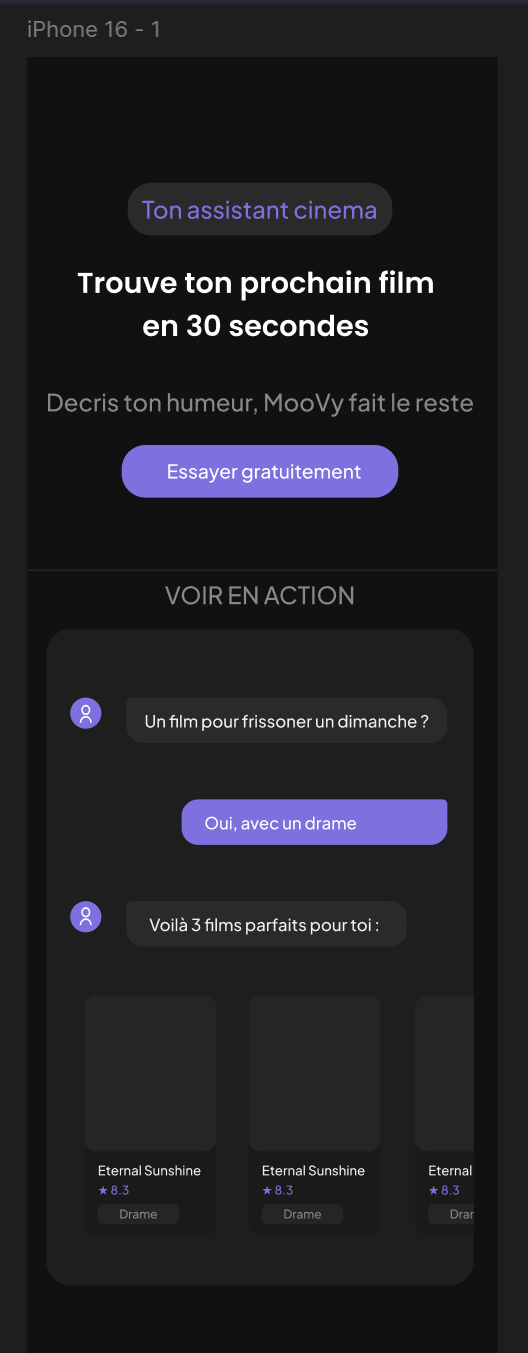 iPhone 16 - 1
Ton assistant cinema
Trouve ton prochain film
en 30 secondes
Decris ton humeur, MooVy fait le reste
Essayer gratuitement
VOIR EN ACTION
Un film pour frissoner un dimanche ?
Oui, avec un drame
Voilà 3 films parfaits pour toi :
Eternal Sunshine Eternal Sunshine Eternal
★ 8.3 ★ 8.3 ★ 8.3
Drame Drame Drar